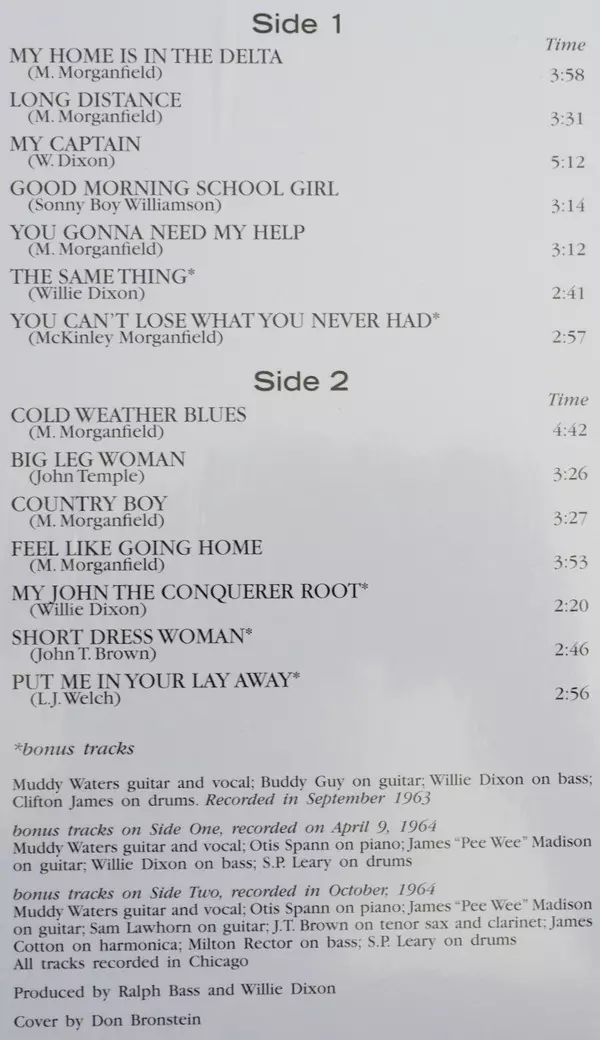 Side 1
Time
MY HOME IS IN THE DELTA
(M. Morganfield) 3:58
LONG DISTANCE
(M. Morganfield) 3:31
MY CAPTAIN
(W. Dixon) 5:12
GOOD MORNING SCHOOL GIRL
(Sonny Boy Williamson) 3:14
YOU GONNA NEED MY HELP
(M. Morganfield) 3:12
THE SAME THING*
(Willie Dixon) 2:41
YOU CAN'T LOSE WHAT YOU NEVER HAD*
(McKinley Morganfield) 2:57
Side 2
Time
COLD WEATHER BLUES
(M. Morganfield) 4:42
BIG LEG WOMAN
(John Temple) 3:26
COUNTRY BOY
(M. Morganfield) 3:27
FEEL LIKE GOING HOME
(M. Morganfield) 3:53
MY JOHN THE CONQUERER ROOT*
(Willie Dixon) 2:20
SHORT DRESS WOMAN*
(John T. Brown) 2:46
PUT ME IN YOUR LAY AWAY*
(L.J. Welch) 2:56
*bonus tracks
Muddy Waters guitar and vocal; Buddy Guy on guitar; Willie Dixon on bass;
Clifton James on drums. Recorded in September 1963
bonus tracks on Side One, recorded on April 9, 1964
Muddy Waters guitar and vocal; Otis Spann on piano; James "Pee Wee" Madison
on guitar; Willie Dixon on bass; S.P. Leary on drums
bonus tracks on Side Two, recorded in October, 1964
Muddy Waters guitar and vocal; Otis Spann on piano; James "Pee Wee" Madison
on guitar; Sam Lawhorn on guitar; J.T. Brown on tenor sax and clarinet; James
Cotton on harmonica; Milton Rector on bass; S.P. Leary on drums
All tracks recorded in Chicago
Produced by Ralph Bass and Willie Dixon
Cover by Don Bronstein